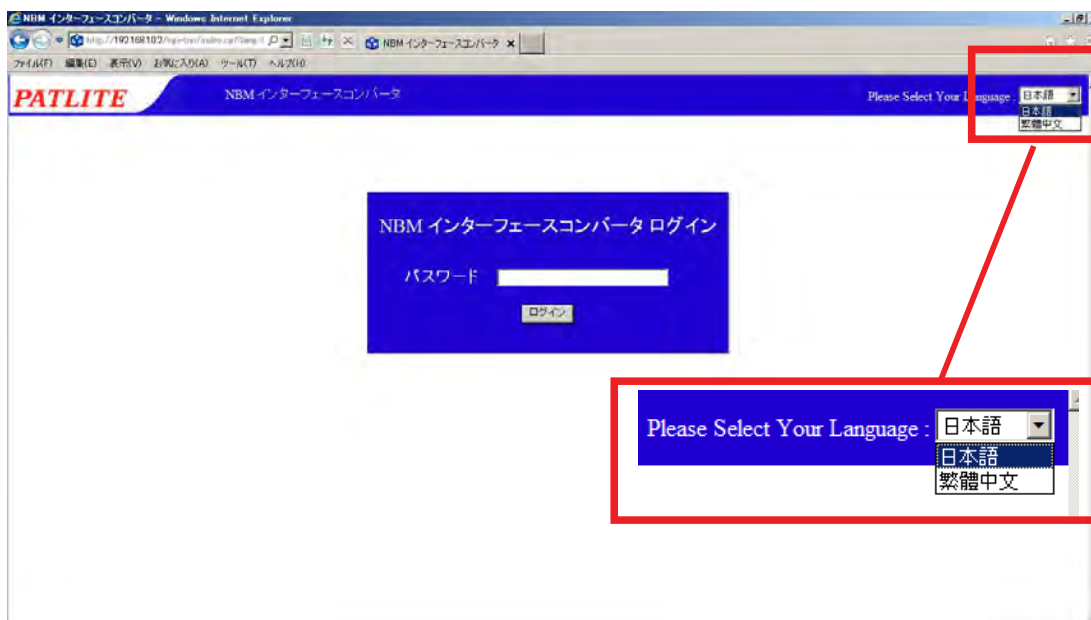 NBM インターフェースコンバータ - Windows Internet Explorer
NBM インターフェースコンバータ
ファイル(F) 編集(E) 表示(V) お気に入り(A) ツール(T) ヘルプ(H)
PATLITE
NBM インターフェースコンバータ
Please Select Your Language : 日本語
日本語
繁體中文
NBM インターフェースコンバータ ログイン
パスワード
ログイン
Please Select Your Language : 日本語
日本語
繁體中文